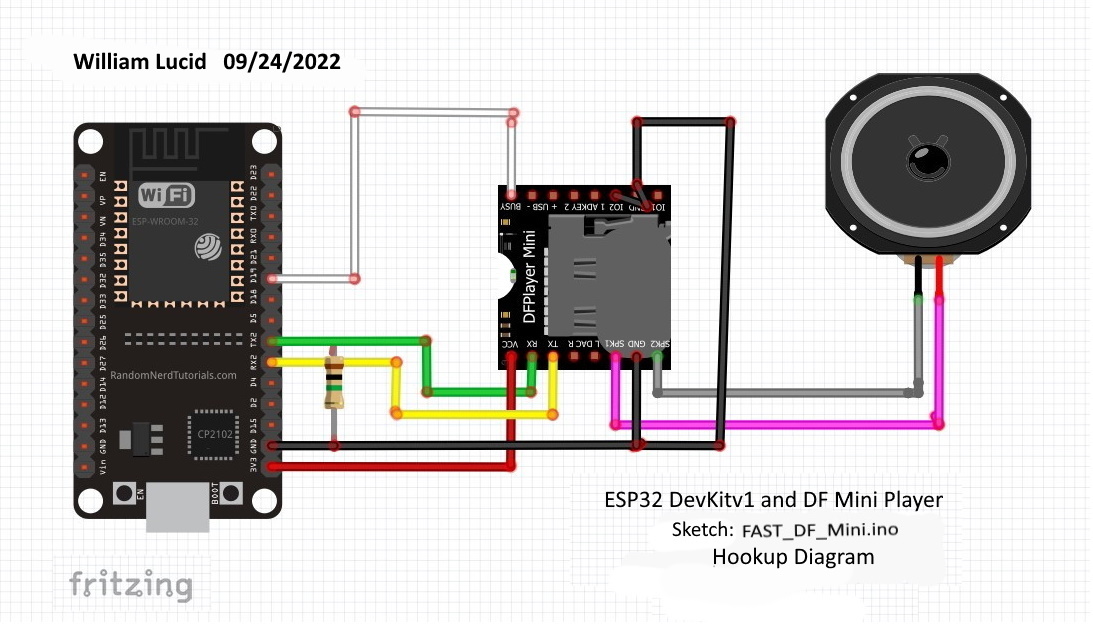 William Lucid 09/24/2022
WiFi
ESP-WROOM-32
EN
VP
VN
D34
D35
D32
D33
D25
D26
D27
D14
D12
D13
GND
Vin
D23
D22
TX0
RX0
D21
D19
D18
D5
TX2
RX2
D4
D2
D15
GND
3V3
RandomNerdTutorials.com
CP2102
EN
BOOT
BUSY
USB -
USB +
ADKEY 2
ADKEY 1
IO2
GND
IO1
DFPlayer Mini
VCC
RX
TX
DAC R
DAC L
SPK1
GND
SPK2
ESP32 DevKitv1 and DF Mini Player
Sketch: FAST_DF_Mini.ino
Hookup Diagram
fritzing